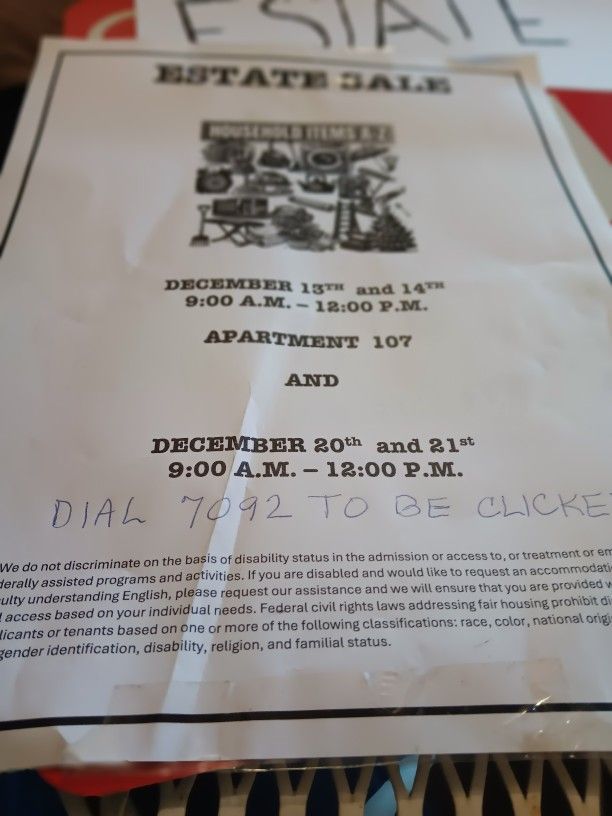 ESTATE
ESTATE SALE
HOUSEHOLD ITEMS A-Z
DECEMBER 13TH and 14TH
9:00 A.M. – 12:00 P.M.
APARTMENT 107
AND
DECEMBER 20th and 21st
9:00 A.M. – 12:00 P.M.
DIAL 7092 TO BE CLICKE
We do not discriminate on the basis of disability status in the admission or access to, or treatment or em
derally assisted programs and activities. If you are disabled and would like to request an accommodati
ulty understanding English, please request our assistance and we will ensure that you are provided w
l access based on your individual needs. Federal civil rights laws addressing fair housing prohibit di
licants or tenants based on one or more of the following classifications: race, color, national origi
gender identification, disability, religion, and familial status.